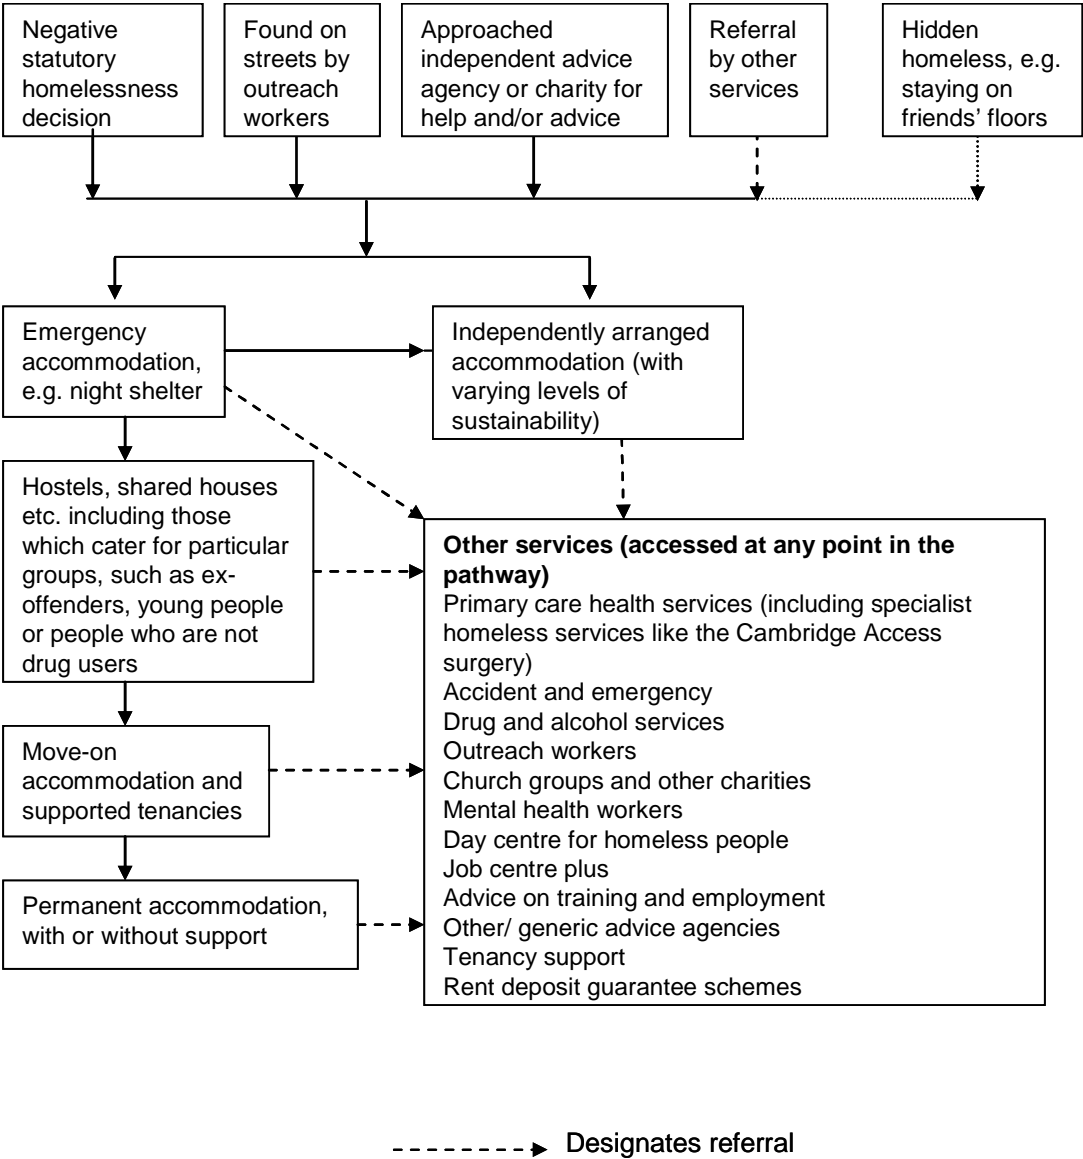 Negative
statutory
homelessness
decision
Found on
streets by
outreach
workers
Approached
independent advice
agency or charity for
help and/or advice
Referral
by other
services
Hidden
homeless, e.g.
staying on
friends' floors
Emergency
accommodation,
e.g. night shelter
Independently arranged
accommodation (with
varying levels of
sustainability)
Hostels, shared houses
etc. including those
which cater for particular
groups, such as ex-
offenders, young people
or people who are not
drug users
Other services (accessed at any point in the
pathway)
Primary care health services (including specialist
homeless services like the Cambridge Access
surgery)
Accident and emergency
Drug and alcohol services
Outreach workers
Church groups and other charities
Mental health workers
Day centre for homeless people
Job centre plus
Advice on training and employment
Other/ generic advice agencies
Tenancy support
Rent deposit guarantee schemes
Move-on
accommodation and
supported tenancies
Permanent accommodation,
with or without support
Designates referral